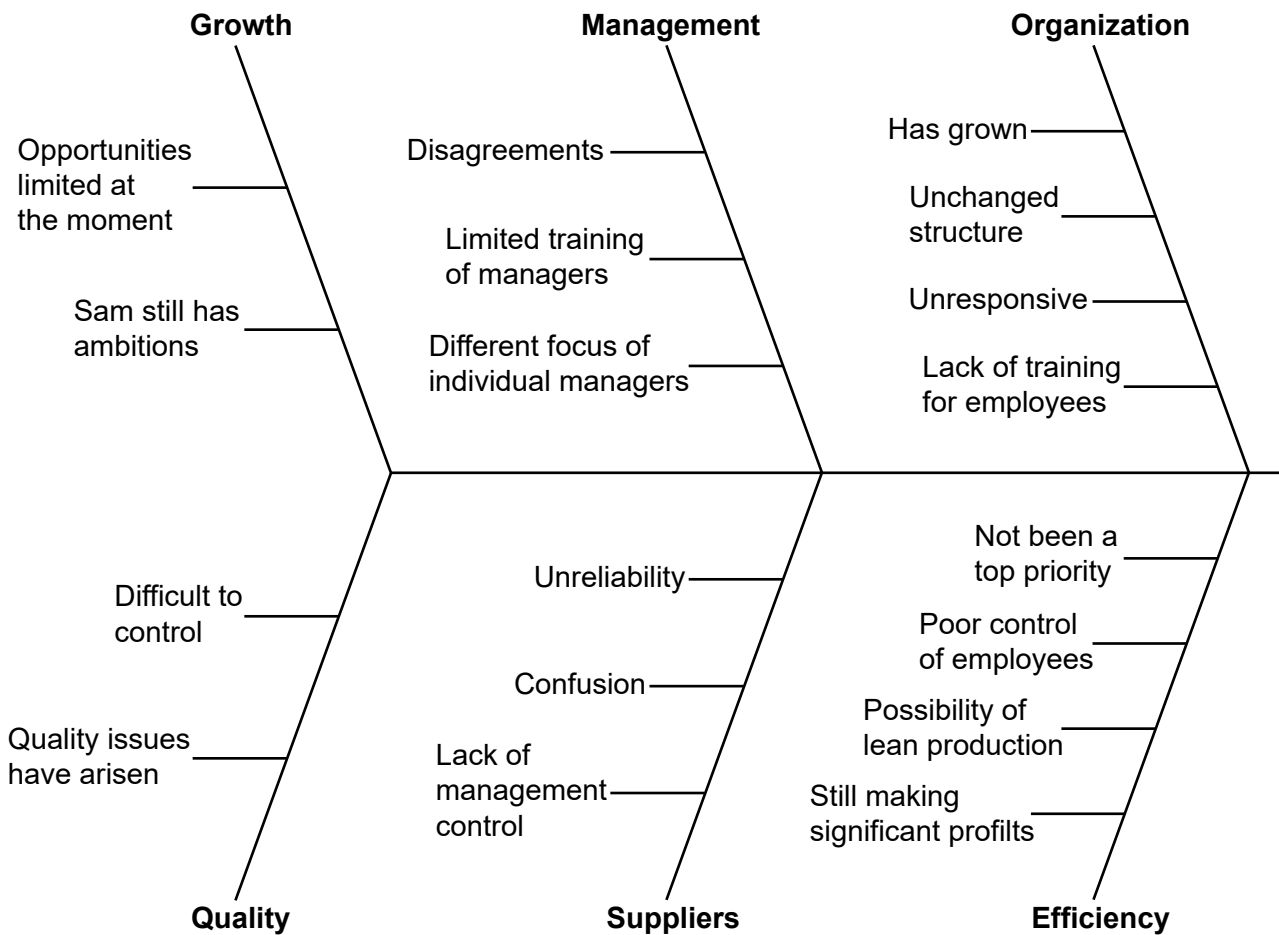 Growth
Management
Organization
Opportunities
limited at
the moment
Sam still has
ambitions
Disagreements
Limited training
of managers
Different focus of
individual managers
Has grown
Unchanged
structure
Unresponsive
Lack of training
for employees
Difficult to
control
Quality issues
have arisen
Unreliability
Confusion
Lack of
management
control
Not been a
top priority
Poor control
of employees
Possibility of
lean production
Still making
significant profilts
Quality
Suppliers
Efficiency